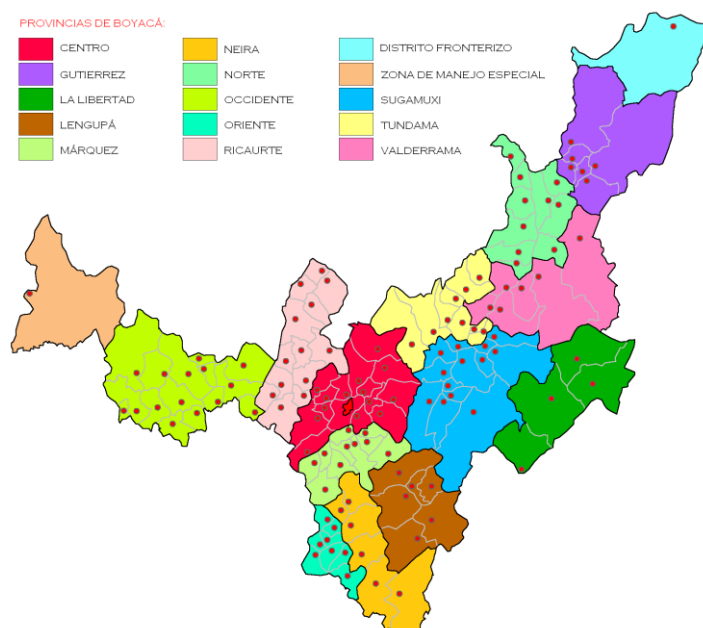 PROVINCIAS DE BOYACÁ:
CENTRO
GUTIERREZ
LA LIBERTAD
LENGUPÁ
MÁRQUEZ
NEIRA
NORTE
OCCIDENTE
ORIENTE
RICAURTE
DISTRITO FRONTERIZO
ZONA DE MANEJO ESPECIAL
SUGAMUXI
TUNDAMA
VALDERRAMA